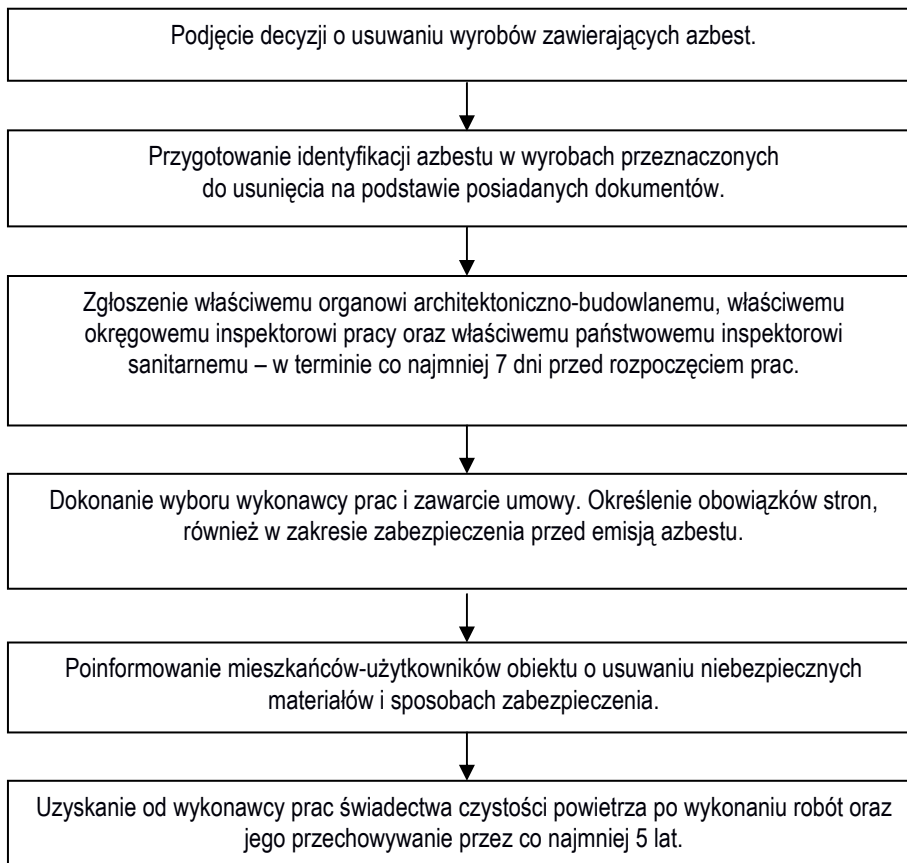 Podjęcie decyzji o usuwaniu wyrobów zawierających azbest.
Przygotowanie identyfikacji azbestu w wyrobach przeznaczonych
do usunięcia na podstawie posiadanych dokumentów.
Zgłoszenie właściwemu organowi architektoniczno-budowlanemu, właściwemu
okręgowemu inspektorowi pracy oraz właściwemu państwowemu inspektorowi
sanitarnemu – w terminie co najmniej 7 dni przed rozpoczęciem prac.
Dokonanie wyboru wykonawcy prac i zawarcie umowy. Określenie obowiązków stron,
również w zakresie zabezpieczenia przed emisją azbestu.
Poinformowanie mieszkańców-użytkowników obiektu o usuwaniu niebezpiecznych
materiałów i sposobach zabezpieczenia.
Uzyskanie od wykonawcy prac świadectwa czystości powietrza po wykonaniu robót oraz
jego przechowywanie przez co najmniej 5 lat.